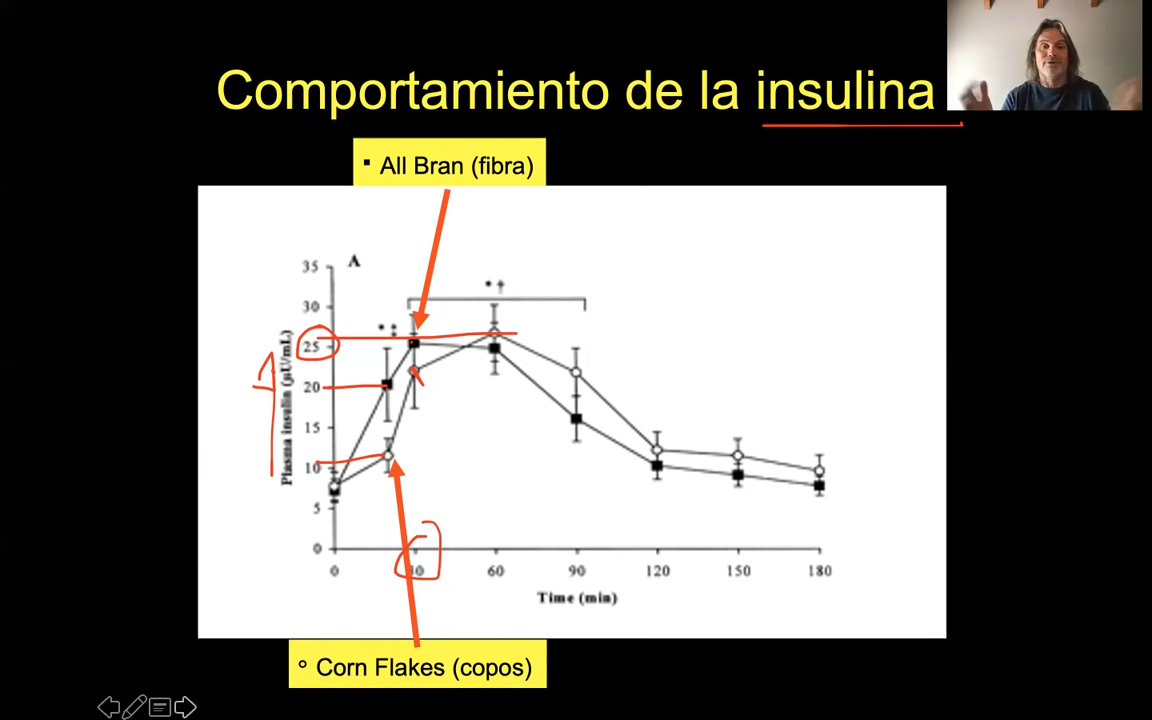 Comportamiento de la insulina
▪ All Bran (fibra)
A
35
30
25
20
15
10
5
0
Plasma insulin (µU/mL)
* ‡
* †
0 30 60 90 120 150 180
Time (min)
° Corn Flakes (copos)